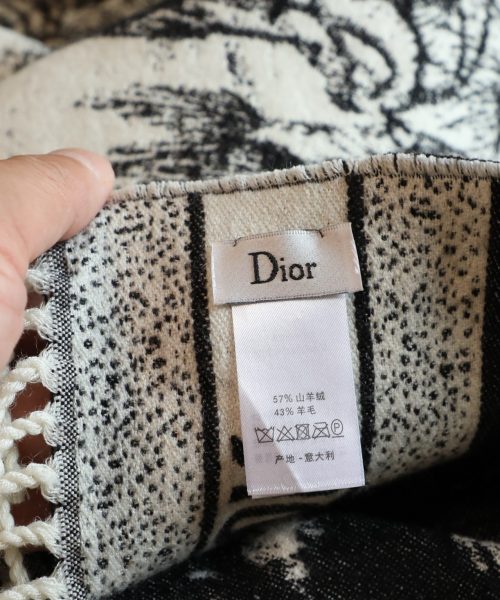 Dior
57% 山羊绒
43% 羊毛
产地 - 意大利